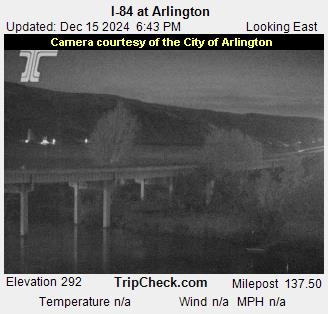 I-84 at Arlington
Updated: Dec 15 2024 6:43 PM Looking East
Camera courtesy of the City of Arlington
Elevation 292 TripCheck.com Milepost 137.50
Temperature n/a Wind n/a MPH n/a